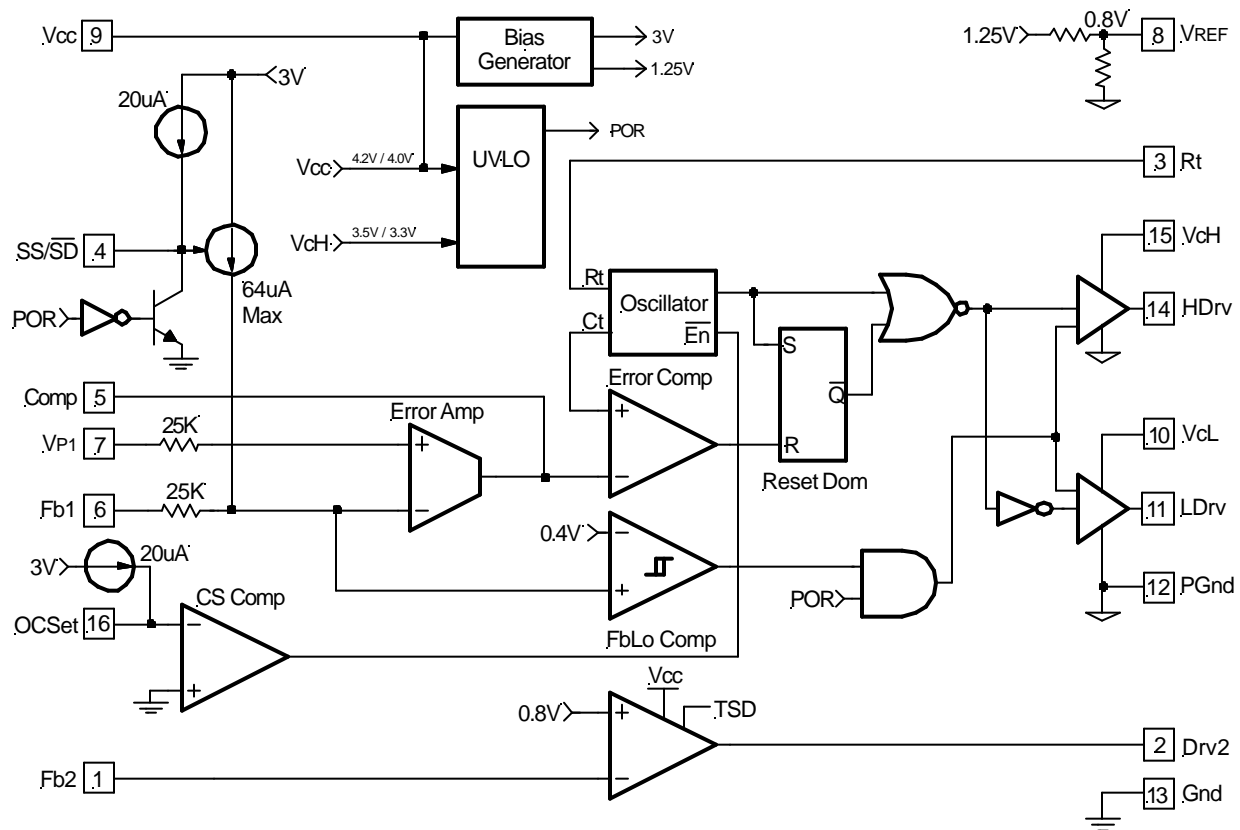 Vcc 9
Bias
Generator
3V
1.25V
1.25V
0.8V
8 VREF
3V
20uA
POR
UVLO
Vcc 4.2V / 4.0V
VcH 3.5V / 3.3V
3 Rt
SS/SD 4
64uA
Max
POR
Rt
Oscillator
Ct
En
15 VcH
14 HDrv
S
Q
R
Reset Dom
Error Comp
+
−
Comp 5
Error Amp
VP1 7
25K
+
Fb1 6
25K
−
10 VcL
11 LDrv
0.4V
−
+
FbLo Comp
POR
12 PGnd
3V
20uA
OCSet 16
CS Comp
−
+
Vcc
TSD
0.8V
+
−
2 Drv2
Fb2 1
13 Gnd